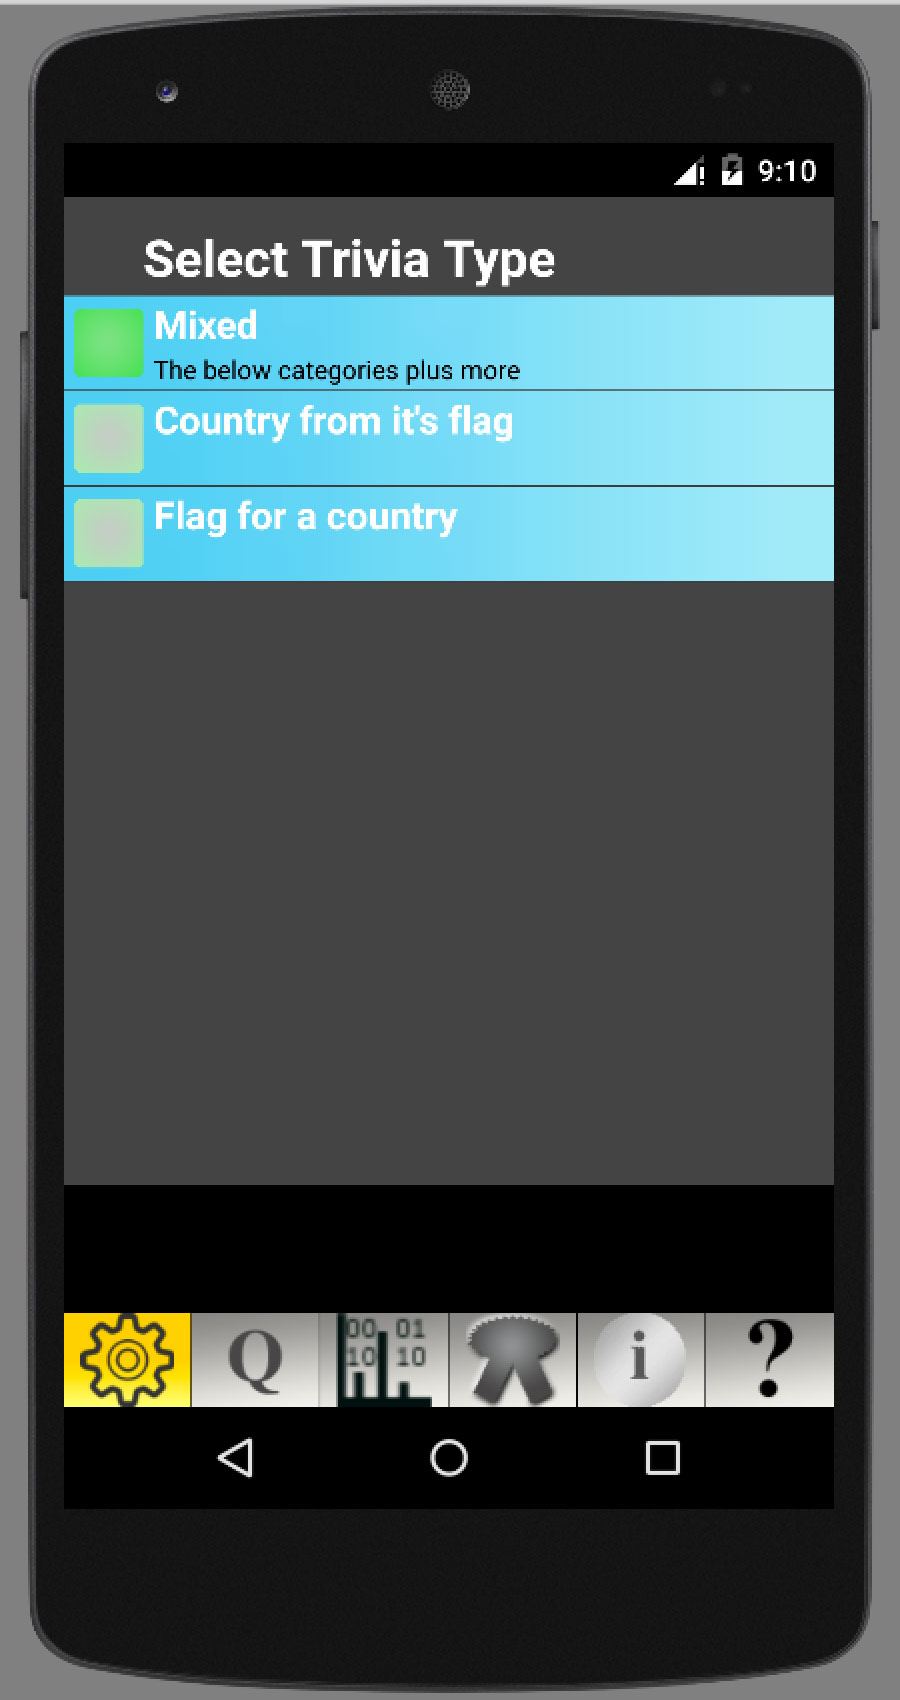 9:10
Select Trivia Type
Mixed
The below categories plus more
Country from it's flag
Flag for a country
Q
00 01
10 10
i
?